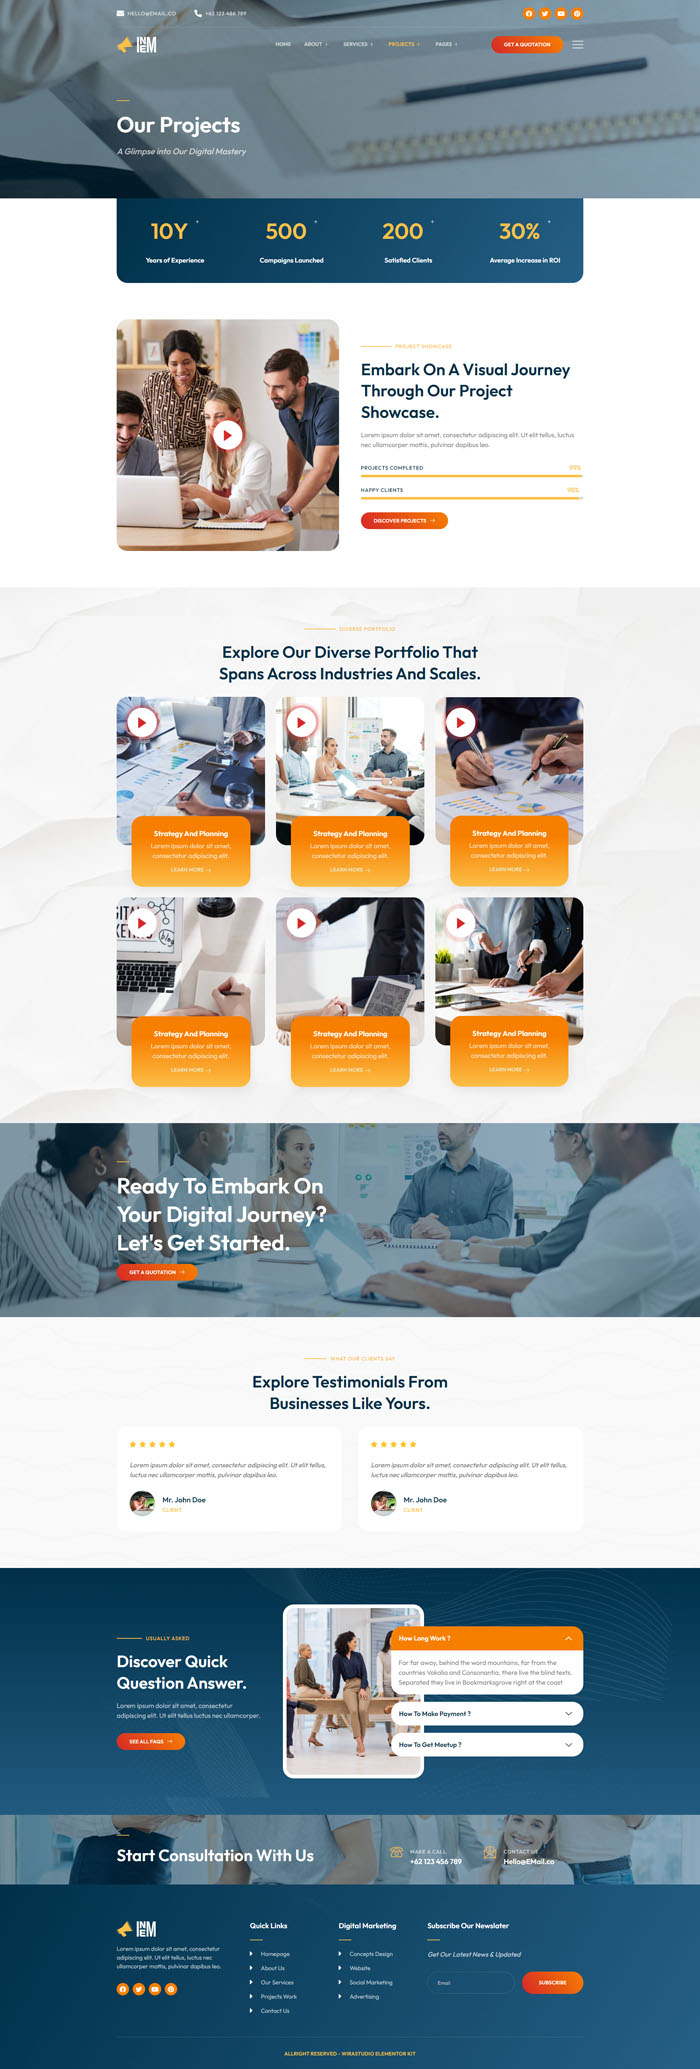 HELLO@EMAIL.CO
+62 123 456 789
INEM
HOME
ABOUT +
SERVICES +
PROJECTS +
PAGES +
GET A QUOTATION
Our Projects
A Glimpse into Our Digital Mastery
10Y +
500 +
200 +
30% +
Years of Experience
Campaigns Launched
Satisfied Clients
Average Increase in ROI
PROJECT SHOWCASE
Embark On A Visual Journey
Through Our Project
Showcase.
Lorem ipsum dolor sit amet, consectetur adipiscing elit. Ut elit tellus, luctus
nec ullamcorper mattis, pulvinar dapibus leo.
PROJECTS COMPLETED 99%
HAPPY CLIENTS 98%
DISCOVER PROJECTS →
DIVERSE PORTFOLIO
Explore Our Diverse Portfolio That
Spans Across Industries And Scales.
Strategy And Planning
Lorem ipsum dolor sit amet,
consectetur adipiscing elit.
LEARN MORE →
Strategy And Planning
Lorem ipsum dolor sit amet,
consectetur adipiscing elit.
LEARN MORE →
Strategy And Planning
Lorem ipsum dolor sit amet,
consectetur adipiscing elit.
LEARN MORE →
Strategy And Planning
Lorem ipsum dolor sit amet,
consectetur adipiscing elit.
LEARN MORE →
Strategy And Planning
Lorem ipsum dolor sit amet,
consectetur adipiscing elit.
LEARN MORE →
Strategy And Planning
Lorem ipsum dolor sit amet,
consectetur adipiscing elit.
LEARN MORE →
Ready To Embark On
Your Digital Journey?
Let's Get Started.
GET A QUOTATION →
WHAT OUR CLIENTS SAY
Explore Testimonials From
Businesses Like Yours.
Lorem ipsum dolor sit amet, consectetur adipiscing elit. Ut elit tellus,
luctus nec ullamcorper mattis, pulvinar dapibus leo.
Mr. John Doe
CLIENT
Lorem ipsum dolor sit amet, consectetur adipiscing elit. Ut elit tellus,
luctus nec ullamcorper mattis, pulvinar dapibus leo.
Mr. John Doe
CLIENT
USUALLY ASKED
Discover Quick
Question Answer.
Lorem ipsum dolor sit amet, consectetur
adipiscing elit. Ut elit tellus luctus nec ullamcorper.
SEE ALL FAQS →
How Long Work ?
Far far away, behind the word mountains, far from the
countries Vokalia and Consonantia, there live the blind texts.
Separated they live in Bookmarksgrove right at the coast
How To Make Payment ?
How To Get Meetup ?
Start Consultation With Us
MAKE A CALL
+62 123 456 789
CONTACT US
Hello@EMail.co
INEM
Lorem ipsum dolor sit amet, consectetur
adipiscing elit. Ut elit tellus, luctus nec
ullamcorper mattis, pulvinar dapibus leo.
Quick Links
Homepage
About Us
Our Services
Projects Work
Contact Us
Digital Marketing
Concepts Design
Website
Social Marketing
Advertising
Subscribe Our Newslater
Get Our Latest News & Updated
Email
SUBSCRIBE
ALLRIGHT RESERVED - WIRASTUDIO ELEMENTOR KIT